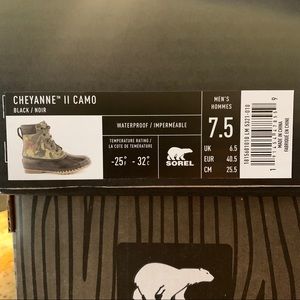 CHEYANNE™ II CAMO
BLACK / NOIR
WATERPROOF / IMPERMÉABLE
TEMPERATURE RATING /
LA COTE DE TEMÉRATURE
-25°F -32°C
SOREL
MEN'S
HOMMES
7.5
UK 6.5
EUR 40.5
CM 25.5
MADE IN CHINA
FABRIQUÉ EN CHINE